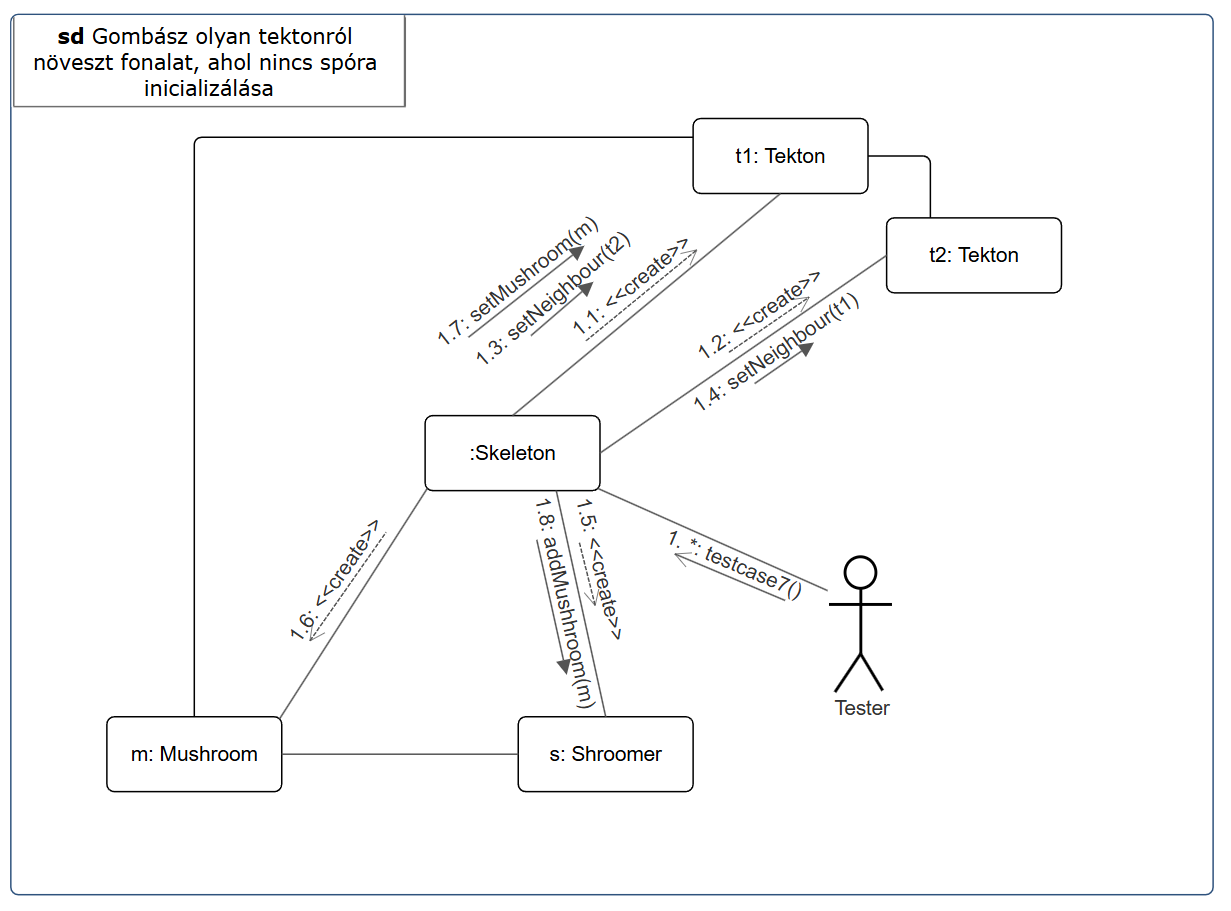 sd Gombász olyan tektonról
növeszt fonalat, ahol nincs spóra
inicializálása
t1: Tekton
t2: Tekton
1.7: setMushroom(m)
1.3: setNeighbour(t2)
1.1: <<create>>
1.2: <<create>>
1.4: setNeighbour(t1)
:Skeleton
1.6: <<create>>
1.8: addMushhroom(m)
1.5: <<create>>
1. *: testcase7()
Tester
m: Mushroom
s: Shroomer